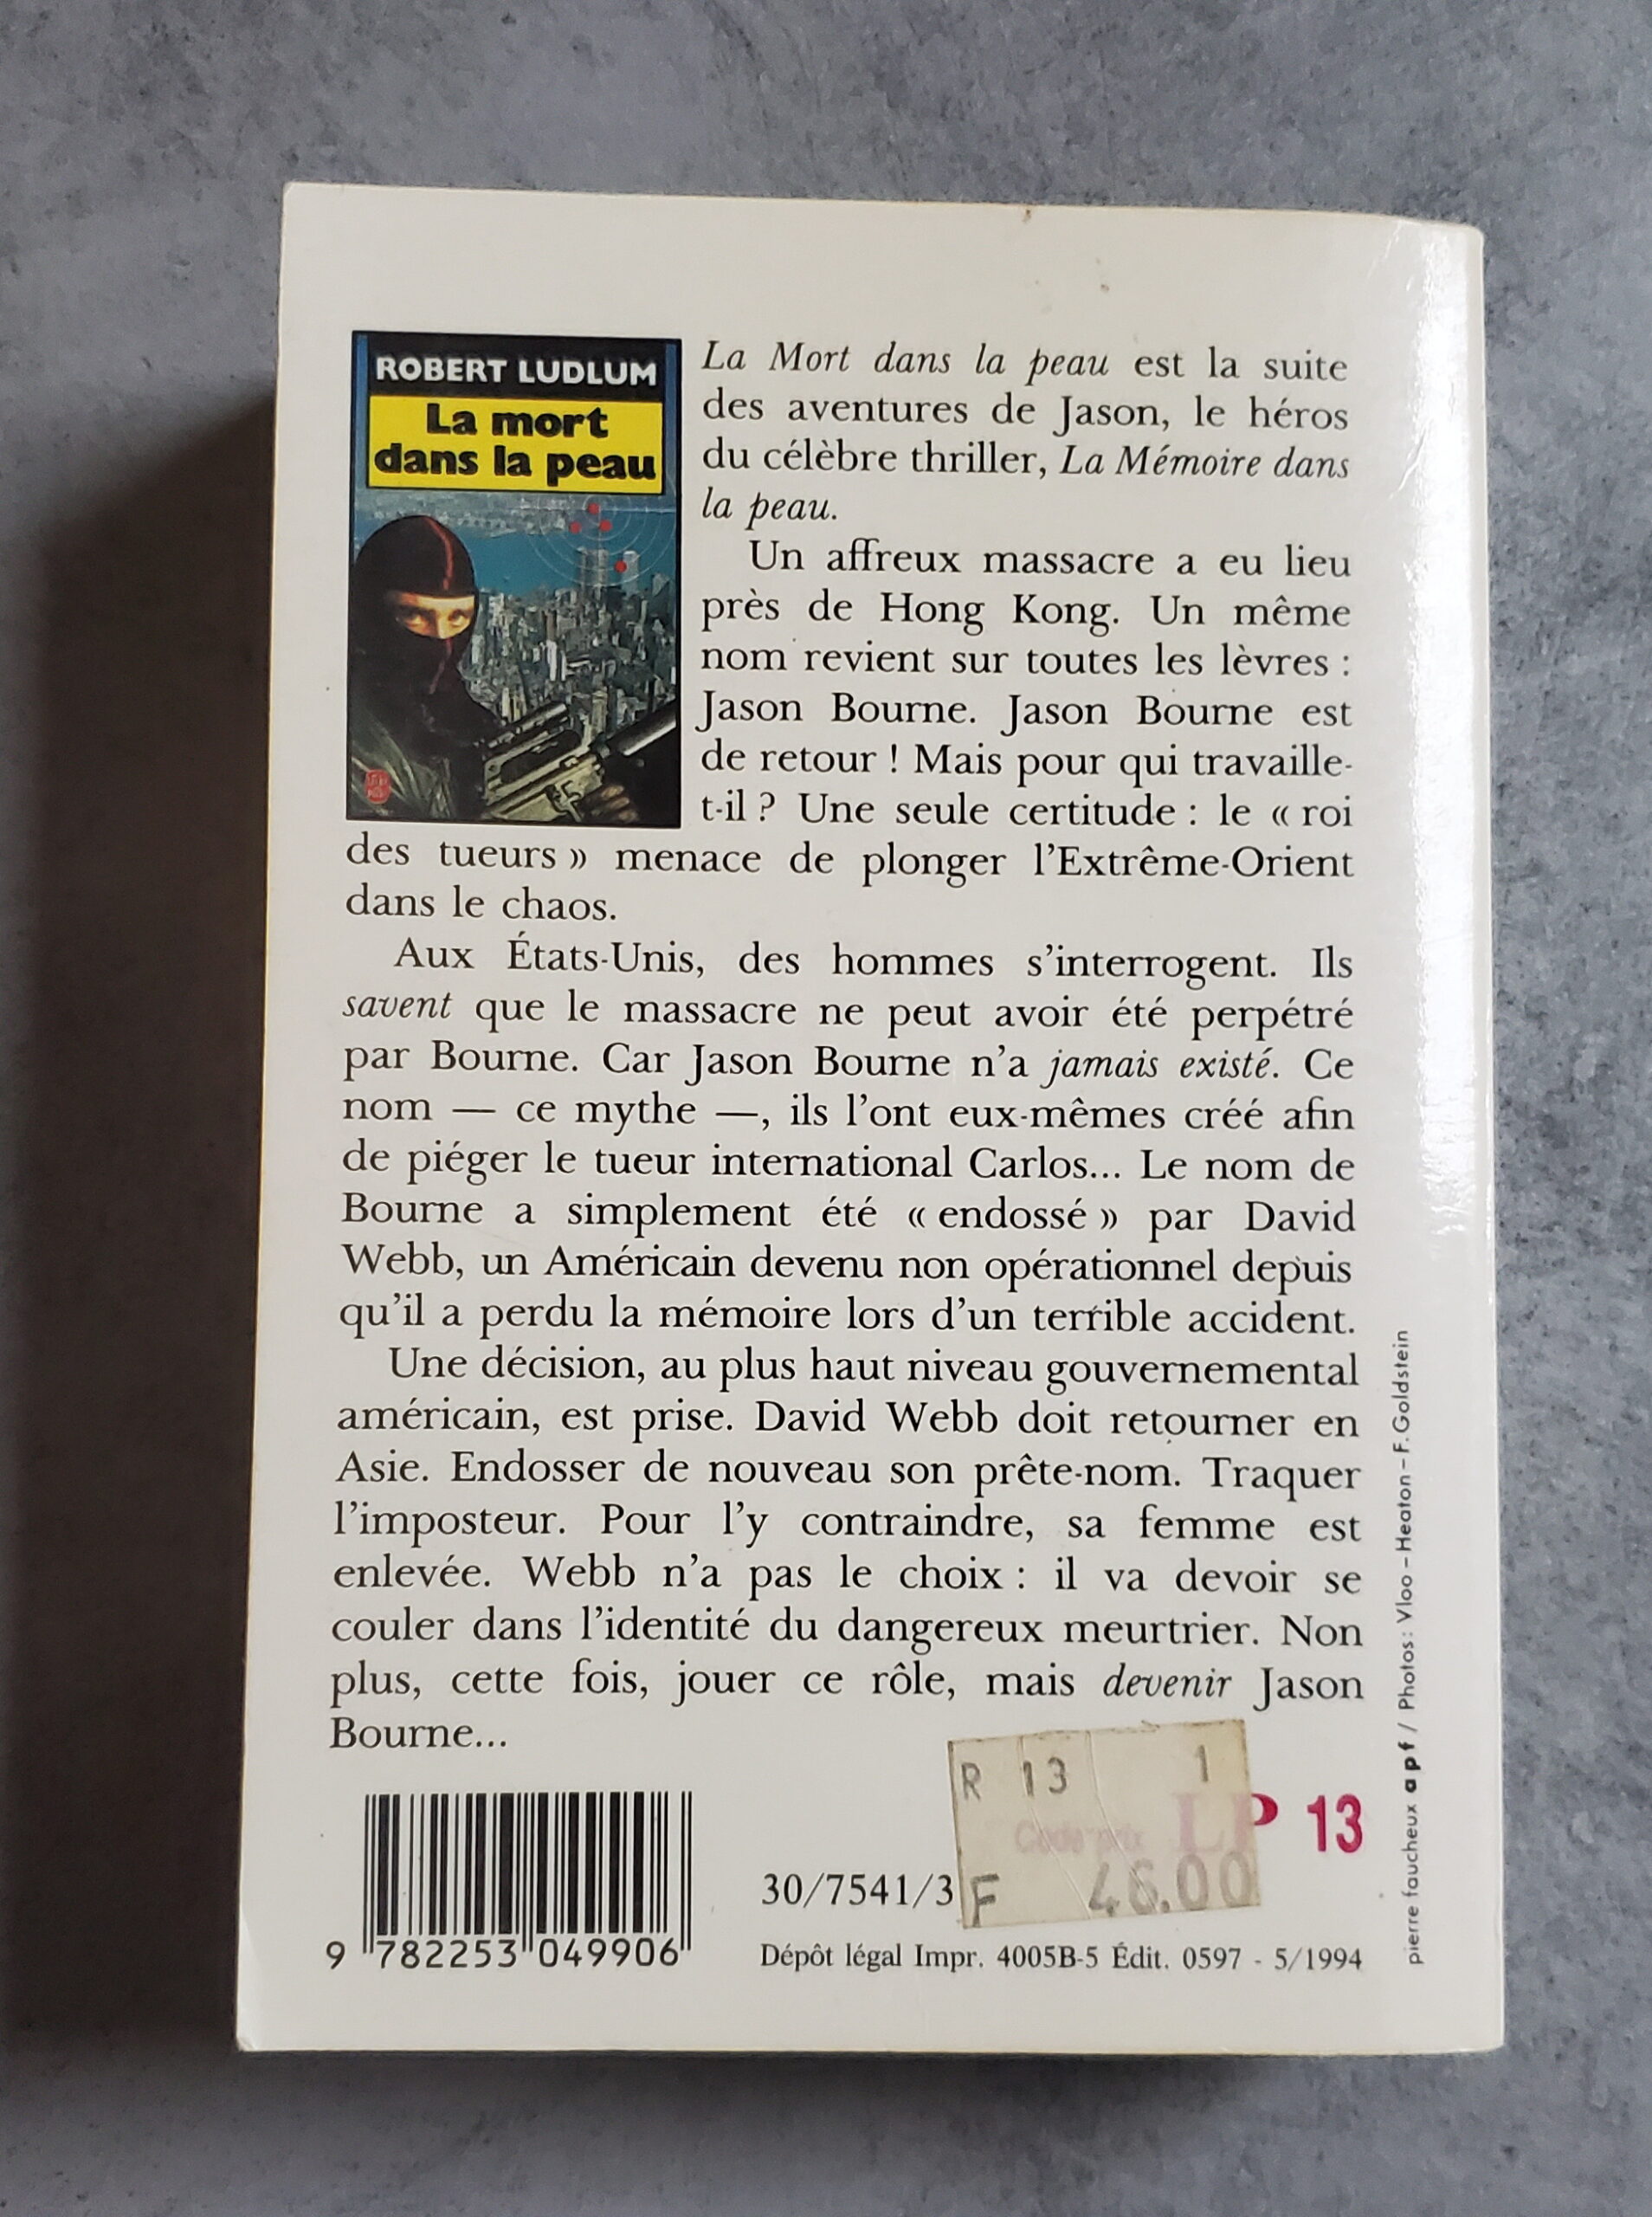 ROBERT LUDLUM
La mort
dans la peau
La Mort dans la peau est la suite
des aventures de Jason, le héros
du célèbre thriller, La Mémoire dans
la peau.
Un affreux massacre a eu lieu
près de Hong Kong. Un même
nom revient sur toutes les lèvres :
Jason Bourne. Jason Bourne est
de retour ! Mais pour qui travaille-
t-il ? Une seule certitude : le « roi
des tueurs » menace de plonger l'Extrême-Orient
dans le chaos.
Aux États-Unis, des hommes s'interrogent. Ils
savent que le massacre ne peut avoir été perpétré
par Bourne. Car Jason Bourne n'a jamais existé. Ce
nom — ce mythe —, ils l'ont eux-mêmes créé afin
de piéger le tueur international Carlos... Le nom de
Bourne a simplement été « endossé » par David
Webb, un Américain devenu non opérationnel depuis
qu'il a perdu la mémoire lors d'un terrible accident.
Une décision, au plus haut niveau gouvernemental
américain, est prise. David Webb doit retourner en
Asie. Endosser de nouveau son prête-nom. Traquer
l'imposteur. Pour l'y contraindre, sa femme est
enlevée. Webb n'a pas le choix : il va devoir se
couler dans l'identité du dangereux meurtrier. Non
plus, cette fois, jouer ce rôle, mais devenir Jason
Bourne...
R 13 1
Code prix LP 13
30/7541/3
F 46.00
9 782253 049906
Dépôt légal Impr. 4005B-5 Édit. 0597 - 5/1994
pierre faucheux apf / Photos : Vloo – Heaton – F. Goldstein